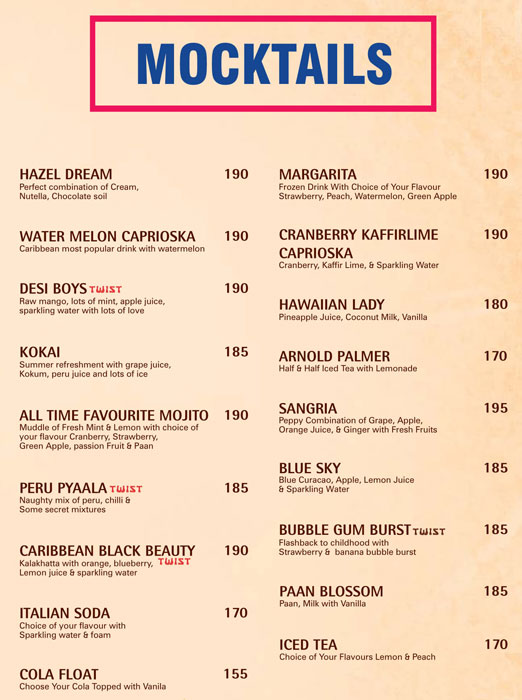 MOCKTAILS
HAZEL DREAM 190
Perfect combination of Cream,
Nutella, Chocolate soil
WATER MELON CAPRIOSKA 190
Caribbean most popular drink with watermelon
DESI BOYS TWIST 190
Raw mango, lots of mint, apple juice,
sparkling water with lots of love
KOKAI 185
Summer refreshment with grape juice,
Kokum, peru juice and lots of ice
ALL TIME FAVOURITE MOJITO 190
Muddle of Fresh Mint & Lemon with choice of
your flavour Cranberry, Strawberry,
Green Apple, passion Fruit & Paan
PERU PYAALA TWIST 185
Naughty mix of peru, chilli &
Some secret mixtures
CARIBBEAN BLACK BEAUTY 190
Kalakhatta with orange, blueberry, TWIST
Lemon juice & sparkling water
ITALIAN SODA 170
Choice of your flavour with
Sparkling water & foam
COLA FLOAT 155
Choose Your Cola Topped with Vanila
MARGARITA 190
Frozen Drink With Choice of Your Flavour
Strawberry, Peach, Watermelon, Green Apple
CRANBERRY KAFFIRLIME 190
CAPRIOSKA
Cranberry, Kaffir Lime, & Sparkling Water
HAWAIIAN LADY 180
Pineapple Juice, Coconut Milk, Vanilla
ARNOLD PALMER 170
Half & Half Iced Tea with Lemonade
SANGRIA 195
Peppy Combination of Grape, Apple,
Orange Juice, & Ginger with Fresh Fruits
BLUE SKY 185
Blue Curacao, Apple, Lemon Juice
& Sparkling Water
BUBBLE GUM BURST TWIST 185
Flashback to childhood with
Strawberry & banana bubble burst
PAAN BLOSSOM 185
Paan, Milk with Vanilla
ICED TEA 170
Choice of Your Flavours Lemon & Peach